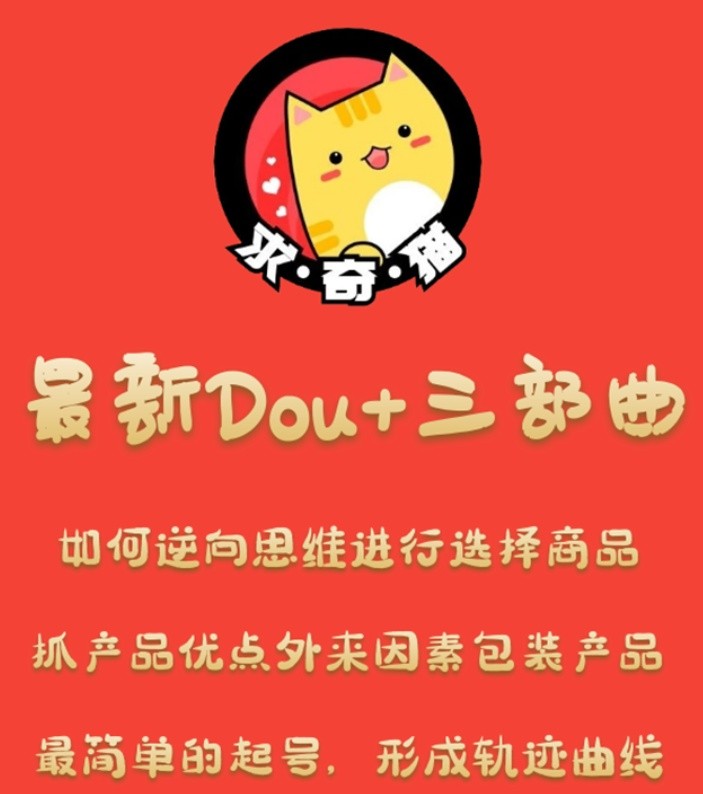 求·奇·猫
最新Dou+三部曲
如何逆向思维进行选择商品
抓产品优点外来因素包装产品
最简单的起号,形成轨迹曲线